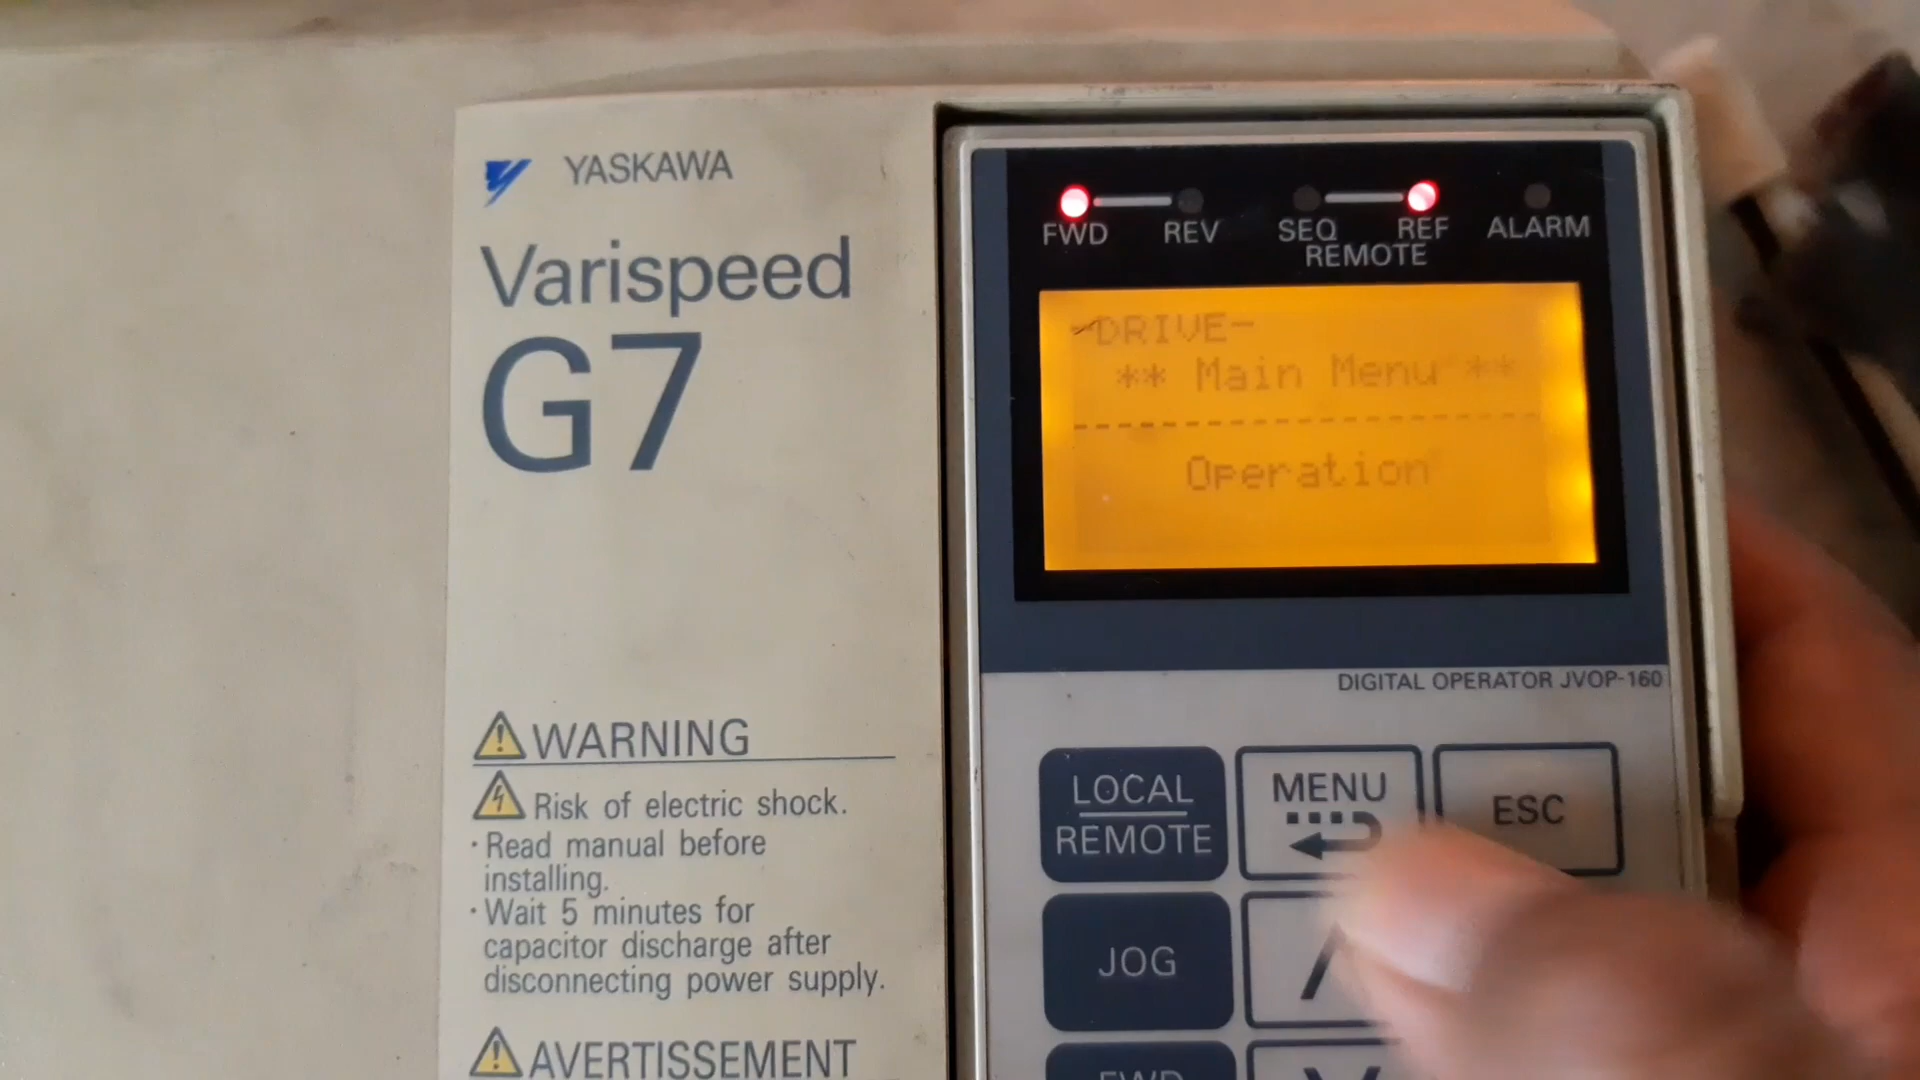 YASKAWA
Varispeed
G7
WARNING
Risk of electric shock.
· Read manual before
installing.
· Wait 5 minutes for
capacitor discharge after
disconnecting power supply.
AVERTISSEMENT
FWD REV SEQ REF ALARM
REMOTE
-DRIVE-
** Main Menu **
--------------------------------
Operation
DIGITAL OPERATOR JVOP-160
LOCAL
REMOTE
MENU
ESC
JOG
FWD